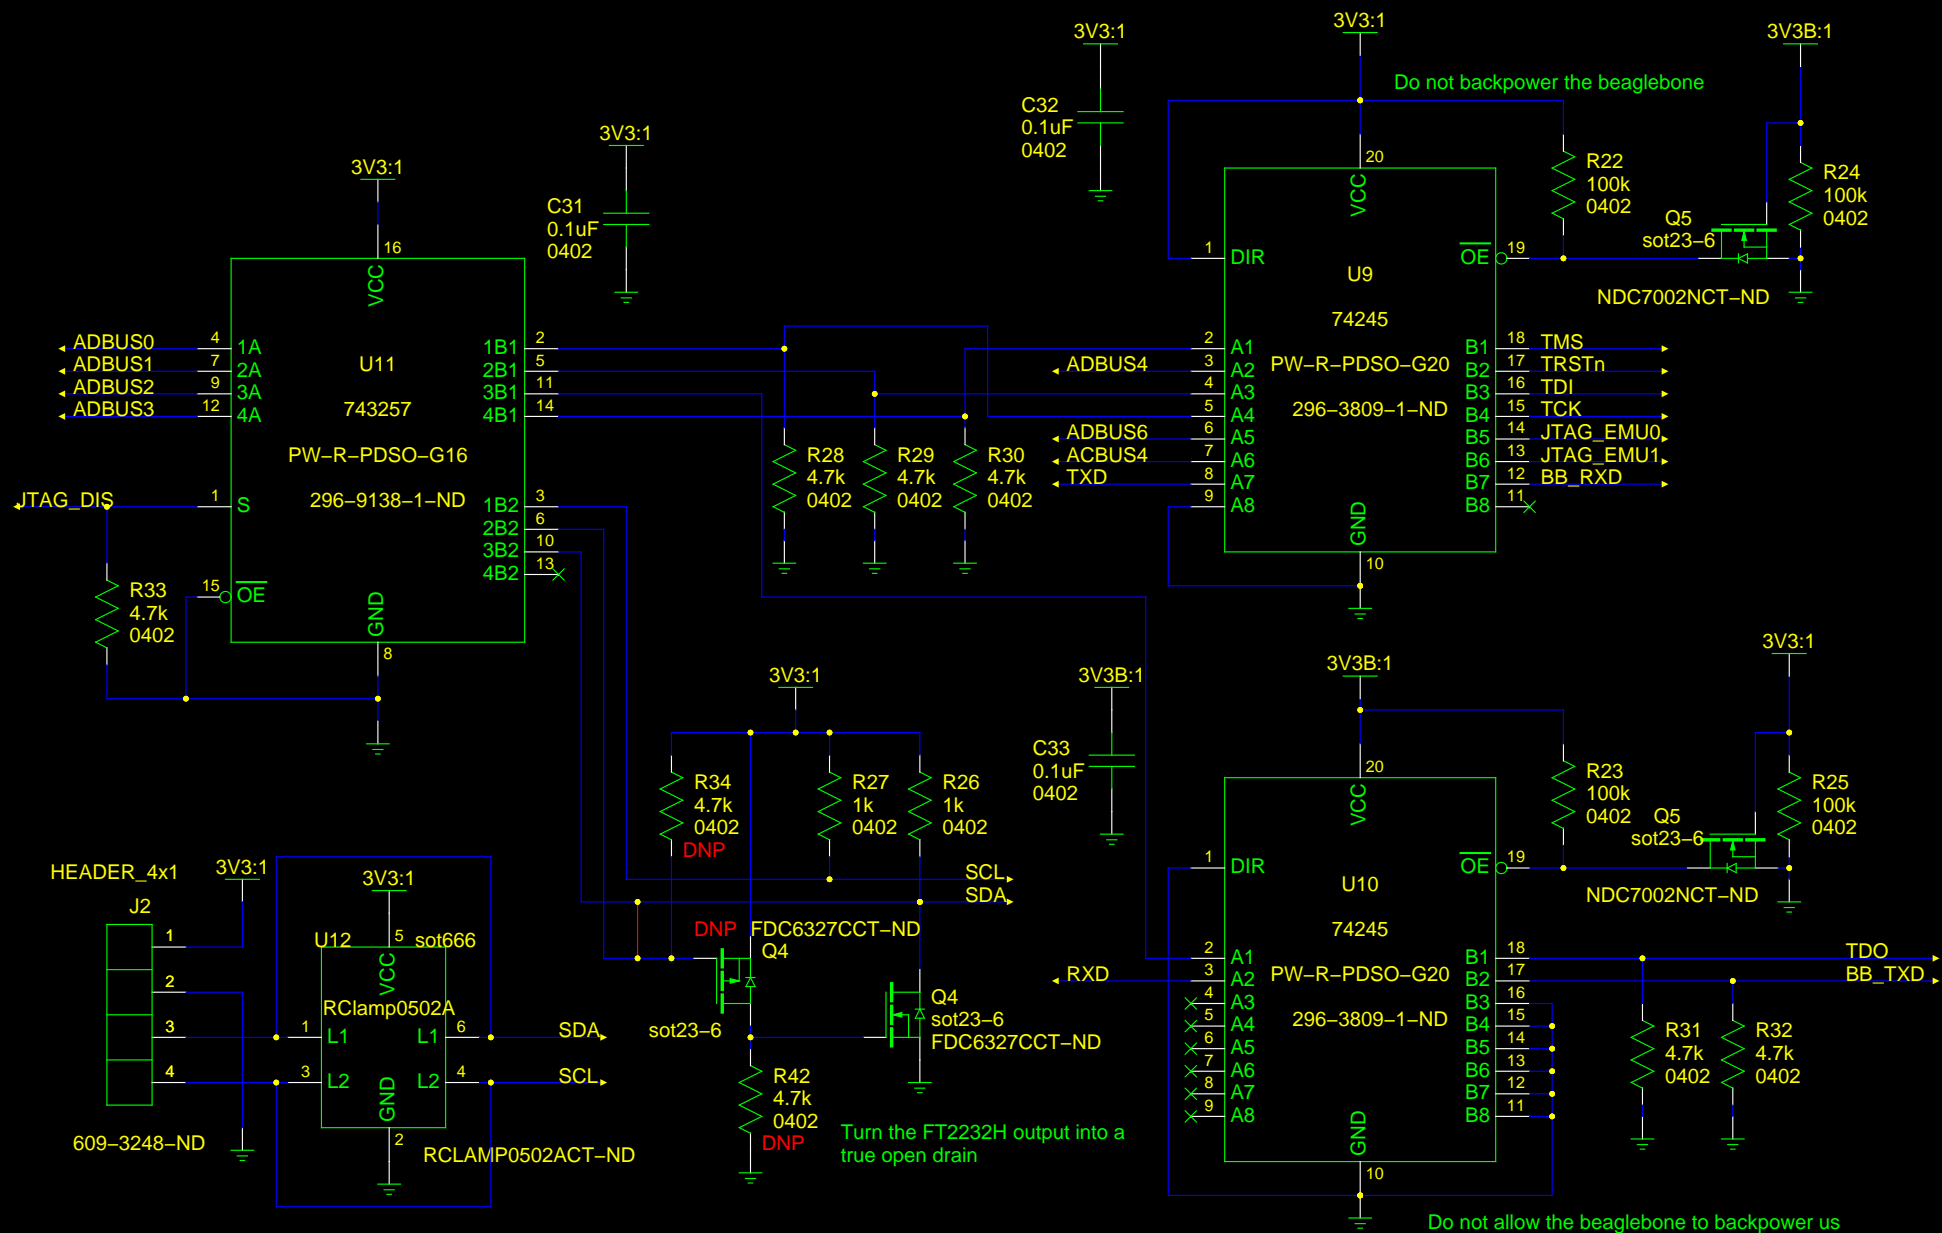 3V3:1
Do not backpower the beaglebone
3V3:1
3V3B:1
C32
0.1uF
0402
20
VCC
R22
100k
0402
R24
100k
0402
Q5
sot23-6
1
DIR
OE
19
NDC7002NCT-ND
U9
74245
PW-R-PDSO-G20
296-3809-1-ND
2
A1
ADBUS4
3
A2
4
A3
5
A4
ADBUS6
6
A5
ACBUS4
7
A6
TXD
8
A7
9
A8
B1
18
TMS
B2
17
TRSTn
B3
16
TDI
B4
15
TCK
B5
14
JTAG_EMU0
B6
13
JTAG_EMU1
B7
12
BB_RXD
B8
11
GND
10
3V3:1
C31
0.1uF
0402
3V3:1
16
VCC
U11
743257
PW-R-PDSO-G16
296-9138-1-ND
ADBUS0
4
1A
ADBUS1
7
2A
ADBUS2
9
3A
ADBUS3
12
4A
JTAG_DIS
1
S
15
OE
1B1
2
2B1
5
3B1
11
4B1
14
1B2
3
2B2
6
3B2
10
4B2
13
GND
8
R33
4.7k
0402
R28
4.7k
0402
R29
4.7k
0402
R30
4.7k
0402
3V3:1
R34
4.7k
0402
DNP
R27
1k
0402
R26
1k
0402
SCL
SDA
DNP
FDC6327CCT-ND
Q4
sot23-6
Q4
sot23-6
FDC6327CCT-ND
R42
4.7k
0402
DNP
Turn the FT2232H output into a
true open drain
3V3B:1
C33
0.1uF
0402
3V3B:1
20
VCC
3V3:1
R23
100k
0402
R25
100k
0402
Q5
sot23-6
1
DIR
OE
19
NDC7002NCT-ND
U10
74245
PW-R-PDSO-G20
296-3809-1-ND
2
A1
RXD
3
A2
4
A3
5
A4
6
A5
7
A6
8
A7
9
A8
B1
18
TDO
B2
17
BB_TXD
B3
16
B4
15
B5
14
B6
13
B7
12
B8
11
GND
10
R31
4.7k
0402
R32
4.7k
0402
Do not allow the beaglebone to backpower us
HEADER_4x1
J2
3V3:1
1
2
3
4
609-3248-ND
3V3:1
U12
5
sot666
VCC
RClamp0502A
1
L1
L1
6
SDA
3
L2
L2
4
SCL
GND
2
RCLAMP0502ACT-ND